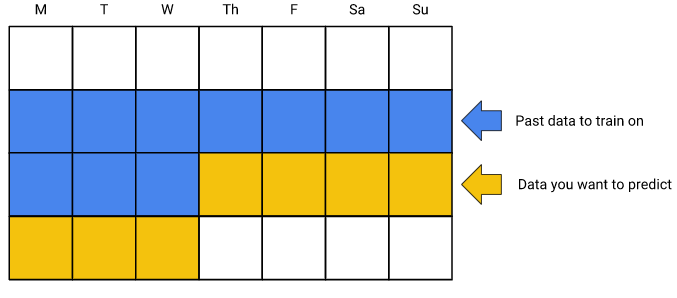 M T W Th F Sa Su
Past data to train on
Data you want to predict